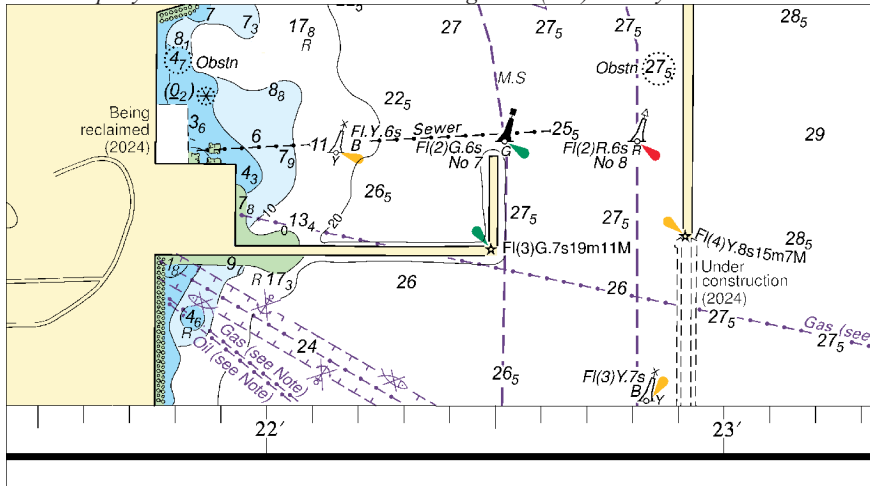 7
7₃
17₈
R
27
27₅
27₅
28₅
8₁
4₇
Obstn
Obstn
27₅
M.S
(0₂)
8₈
22₅
Being
reclaimed
(2024)
3₆
6
11
Fl.Y.6s
B
Y
Sewer
25₅
29
Fl(2)G.6s
No 7
G
Fl(2)R.6s
No 8
R
7₉
4₃
26₅
7₈
10
13₄
20
0
27₅
27₅
Fl(3)G.7s19m11M
Fl(4)Y.8s15m7M
28₅
1₈
9₇
R
17₃
26
26
Under
construction
(2024)
27₅
Gas (see
27₅
4₆
R
Gas (see Note)
Oil (see Note)
24
26₅
Fl(3)Y.7s
B
Y
22'
23'